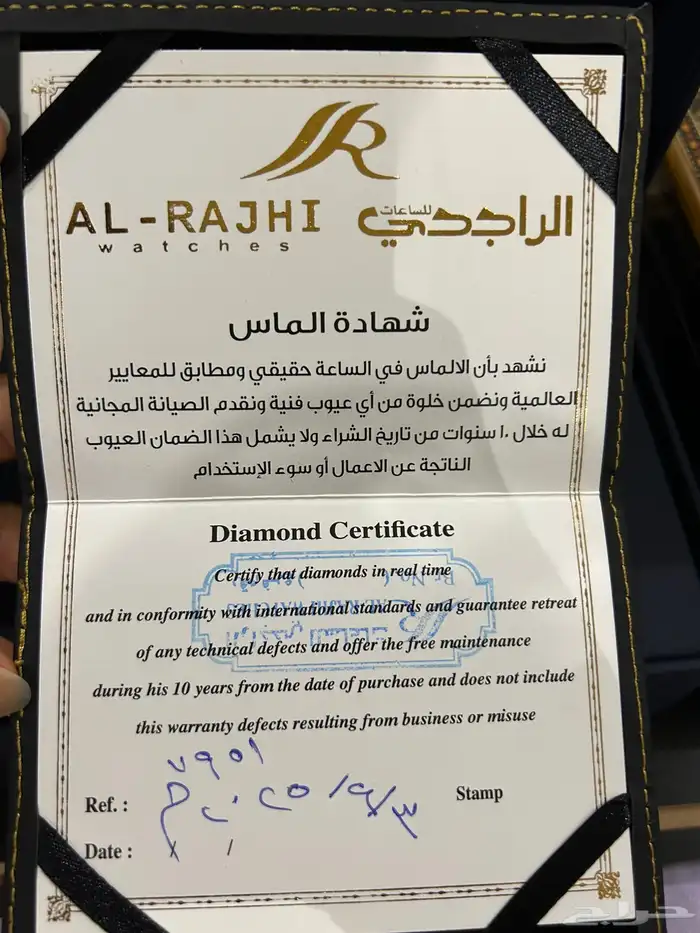 AL-RAJHI
watches
الراجحي
للساعات
شهادة الماس
نشهد بأن الالماس في الساعة حقيقي ومطابق للمعايير
العالمية ونضمن خلوة من أي عيوب فنية ونقدم الصيانة المجانية
له خلال ١٠ سنوات من تاريخ الشراء ولا يشمل هذا الضمان العيوب
الناتجة عن الاعمال أو سوء الإستخدام
Diamond Certificate
Certify that diamonds in real time
and in conformity with international standards and guarantee retreat
of any technical defects and offer the free maintenance
during his 10 years from the date of purchase and does not include
this warranty defects resulting from business or misuse
٧٩٥١
Ref. :
Stamp
Date : / /
حراج